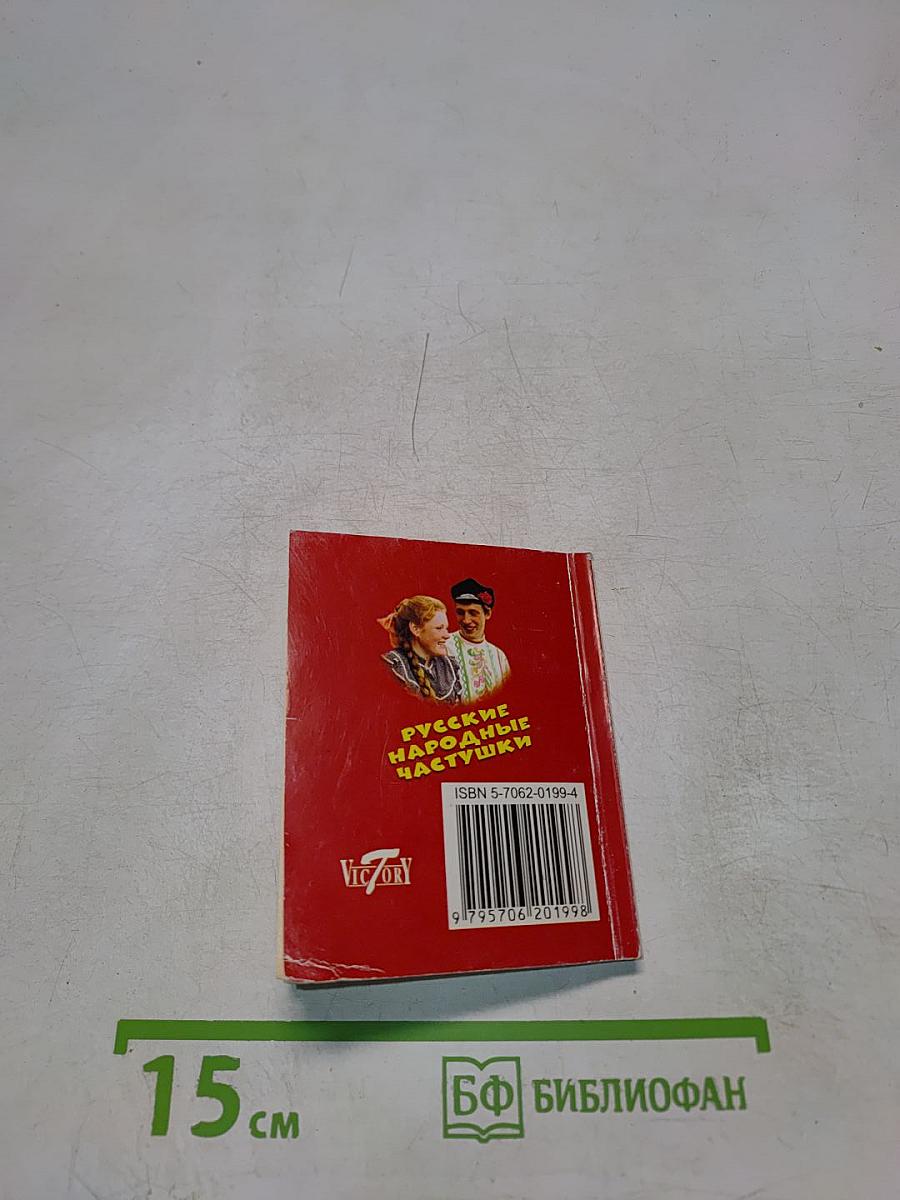 РУССКИЕ
НАРОДНЫЕ
ЧАСТУШКИ
ISBN 5-7062-0199-4
VICTORY
9 795706 201998
15 см
БФ БИБЛИОФАН